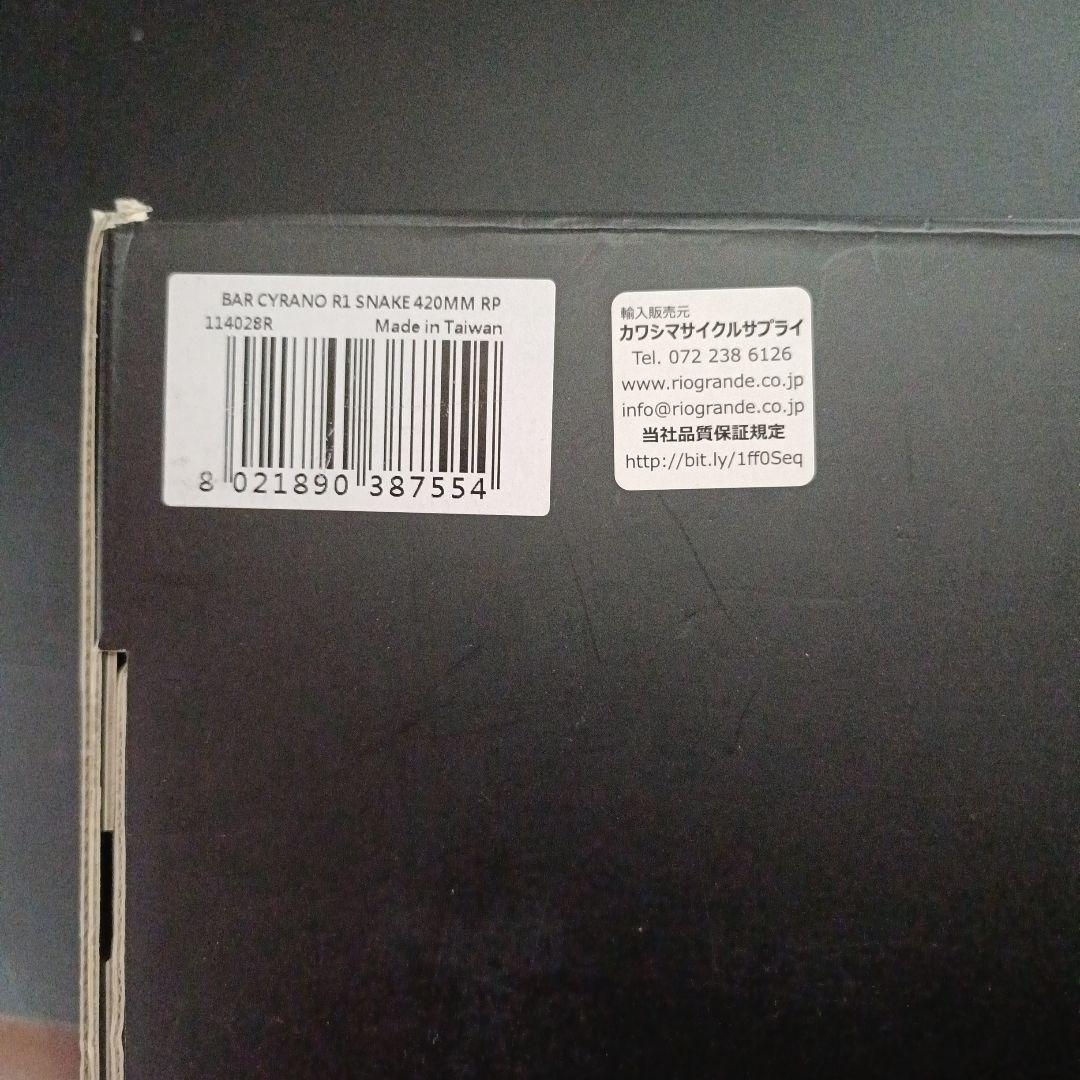 BAR CYRANO R1 SNAKE 420MM RP
114028R Made in Taiwan
8 021890 387554
輸入販売元
カワシマサイクルサプライ
Tel. 072 238 6126
www.riogrande.co.jp
info@riogrande.co.jp
当社品質保証規定
http://bit.ly/1ff0Seq